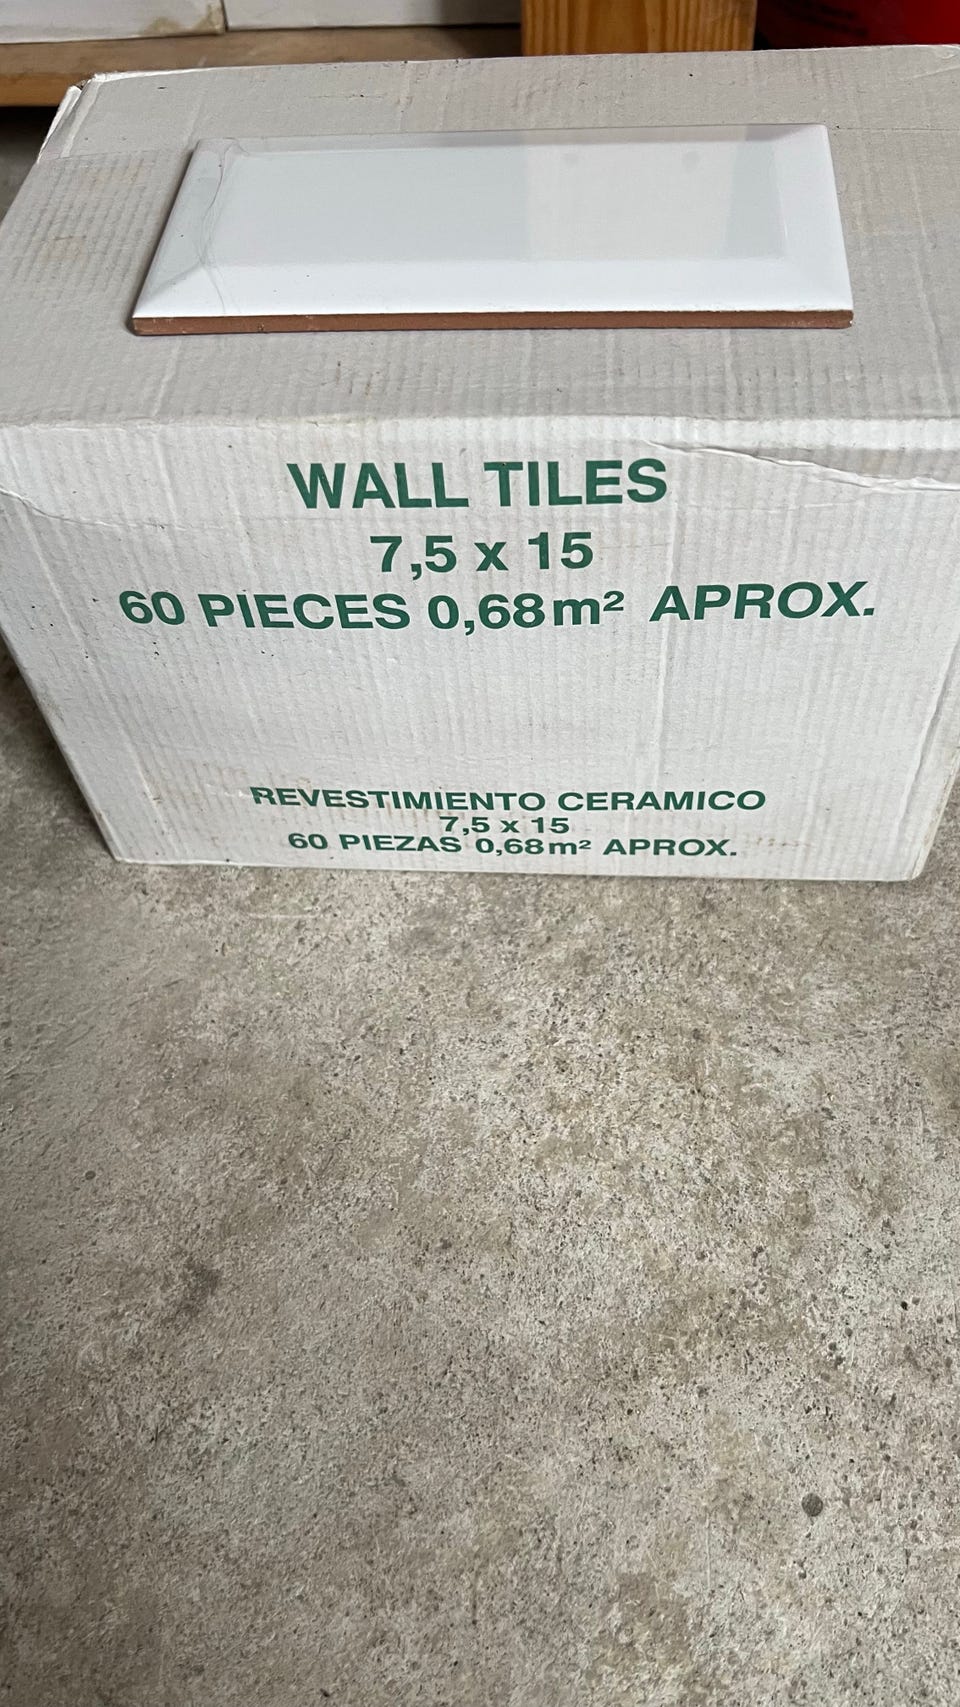 WALL TILES
7,5 x 15
60 PIECES 0,68m² APROX.
REVESTIMIENTO CERAMICO
7,5 x 15
60 PIEZAS 0,68m² APROX.